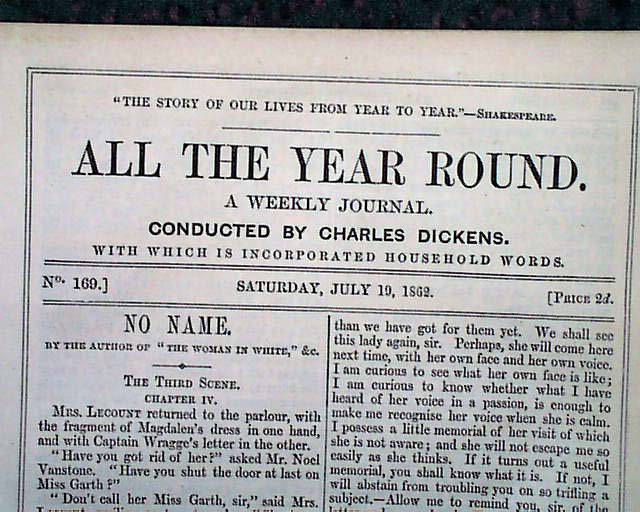 "THE STORY OF OUR LIVES FROM YEAR TO YEAR."—SHAKESPEARE.
ALL THE YEAR ROUND.
A WEEKLY JOURNAL.
CONDUCTED BY CHARLES DICKENS.
WITH WHICH IS INCORPORATED HOUSEHOLD WORDS.
No. 169.]
SATURDAY, JULY 19, 1862.
[PRICE 2d.
NO NAME.
BY THE AUTHOR OF "THE WOMAN IN WHITE," &c.
THE THIRD SCENE.
CHAPTER IV.
MRS. LECOUNT returned to the parlour, with
the fragment of Magdalen's dress in one hand,
and with Captain Wragge's letter in the other.
"Have you got rid of her?" asked Mr. Noel
Vanstone. "Have you shut the door at last on
Miss Garth?"
"Don't call her Miss Garth, sir," said Mrs.
than we have got for them yet. We shall see
this lady again, sir. Perhaps, she will come here
next time, with her own face and her own voice.
I am curious to see what her own face is like;
I am curious to know whether what I have
heard of her voice in a passion, is enough to
make me recognise her voice when she is calm.
I possess a little memorial of her visit of which
she is not aware; and she will not escape me so
easily as she thinks. If it turns out a useful
memorial, you shall know what it is. If not, I
will abstain from troubling you on so trifling a
subject.—Allow me to remind you, sir, of the